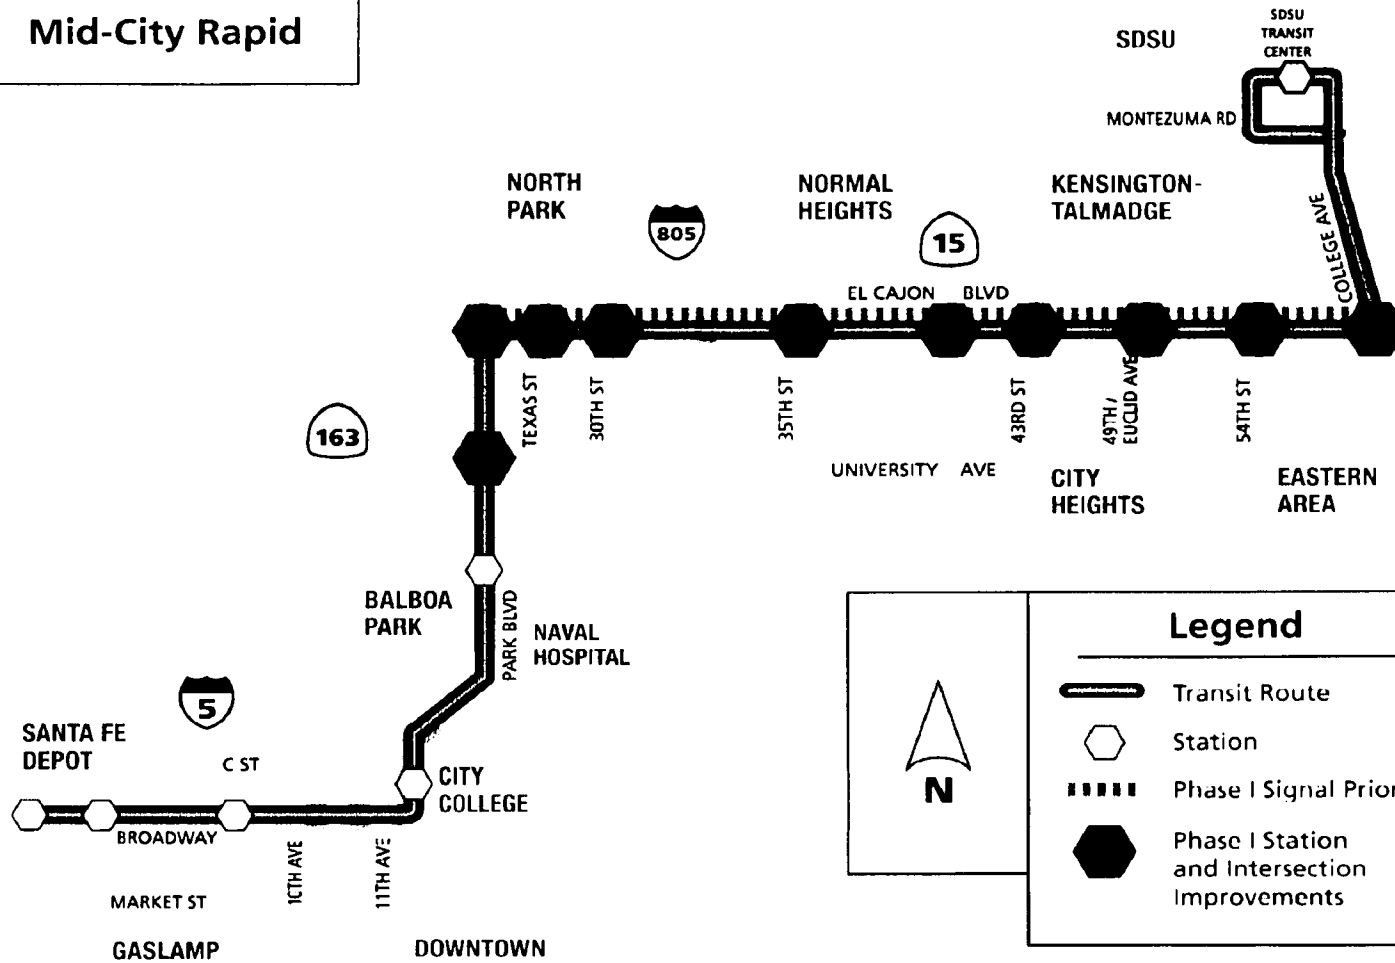 Mid-City Rapid
SDSU
SDSU
TRANSIT
CENTER
MONTEZUMA RD
NORTH
PARK
805
NORMAL
HEIGHTS
15
KENSINGTON-
TALMADGE
COLLEGE AVE
EL CAJON BLVD
163
TEXAS ST
30TH ST
35TH ST
43RD ST
49TH /
EUCLID AVE
54TH ST
UNIVERSITY AVE
CITY
HEIGHTS
EASTERN
AREA
BALBOA
PARK
PARK BLVD
NAVAL
HOSPITAL
5
SANTA FE
DEPOT
C ST
CITY
COLLEGE
BROADWAY
10TH AVE
11TH AVE
MARKET ST
GASLAMP
DOWNTOWN
N
Legend
Transit Route
Station
Phase I Signal Prior
Phase I Station
and Intersection
Improvements